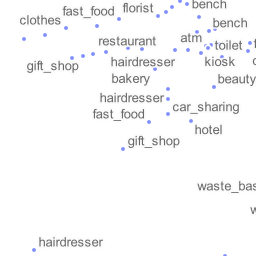 bench
florist
fast_food
clothes
bench
restaurant
atm
toilet
f
gift_shop
hairdresser
kiosk
bakery
beauty
hairdresser
car_sharing
fast_food
hotel
gift_shop
waste_bas
w
hairdresser